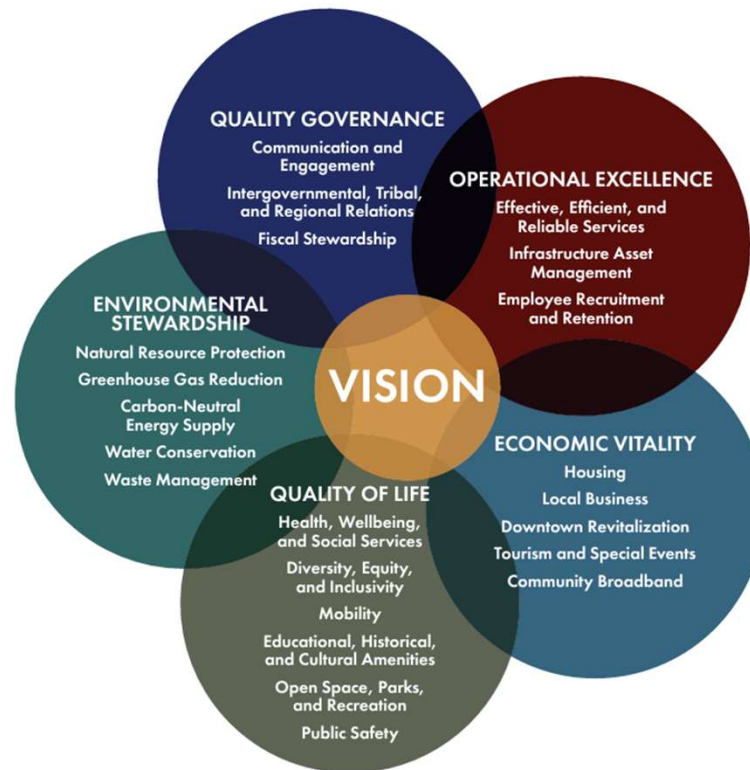 QUALITY GOVERNANCE
Communication and
Engagement
Intergovernmental, Tribal,
and Regional Relations
Fiscal Stewardship
OPERATIONAL EXCELLENCE
Effective, Efficient, and
Reliable Services
Infrastructure Asset
Management
Employee Recruitment
and Retention
ENVIRONMENTAL
STEWARDSHIP
Natural Resource Protection
Greenhouse Gas Reduction
Carbon-Neutral
Energy Supply
Water Conservation
Waste Management
VISION
ECONOMIC VITALITY
Housing
Local Business
Downtown Revitalization
Tourism and Special Events
Community Broadband
QUALITY OF LIFE
Health, Wellbeing,
and Social Services
Diversity, Equity,
and Inclusivity
Mobility
Educational, Historical,
and Cultural Amenities
Open Space, Parks,
and Recreation
Public Safety